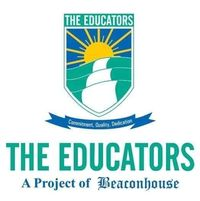 THE EDUCATORS
Commitment, Quality, Dedication
THE EDUCATORS
A Project of Beaconhouse